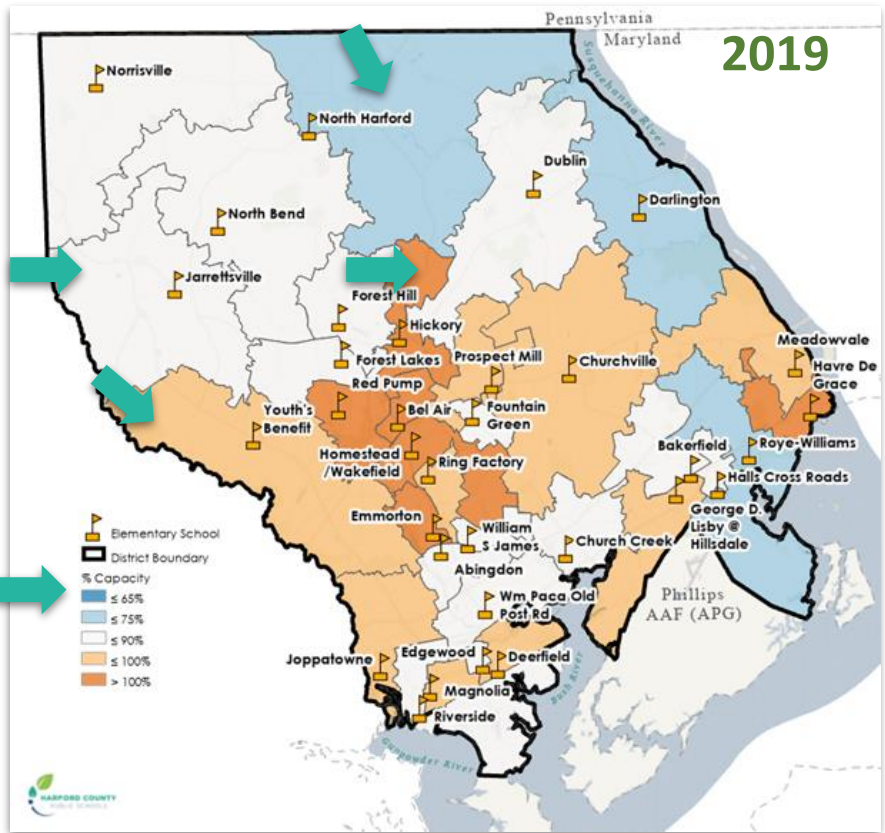 Pennsylvania
Maryland
2019
Susquehanna River
Norrisville
North Harford
Dublin
Darlington
North Bend
Jarrettsville
Forest Hill
Hickory
Forest Lakes
Prospect Mill
Churchville
Meadowvale
Havre De
Grace
Red Pump
Youth's
Benefit
Bel Air
Fountain
Green
Homestead
/Wakefield
Ring Factory
Bakerfield
Roye-Williams
Halls Cross Roads
George D.
Lisby @
Hillsdale
Emmorton
William
S James
Abingdon
Church Creek
Phillips
AAF (APG)
Wm Paca Old
Post Rd
Joppatowne
Edgewood
Deerfield
Magnolia
Riverside
Bush River
Gunpowder River
Elementary School
District Boundary
% Capacity
≤ 65%
≤ 75%
≤ 90%
≤ 100%
> 100%
HARFORD COUNTY
PUBLIC SCHOOLS